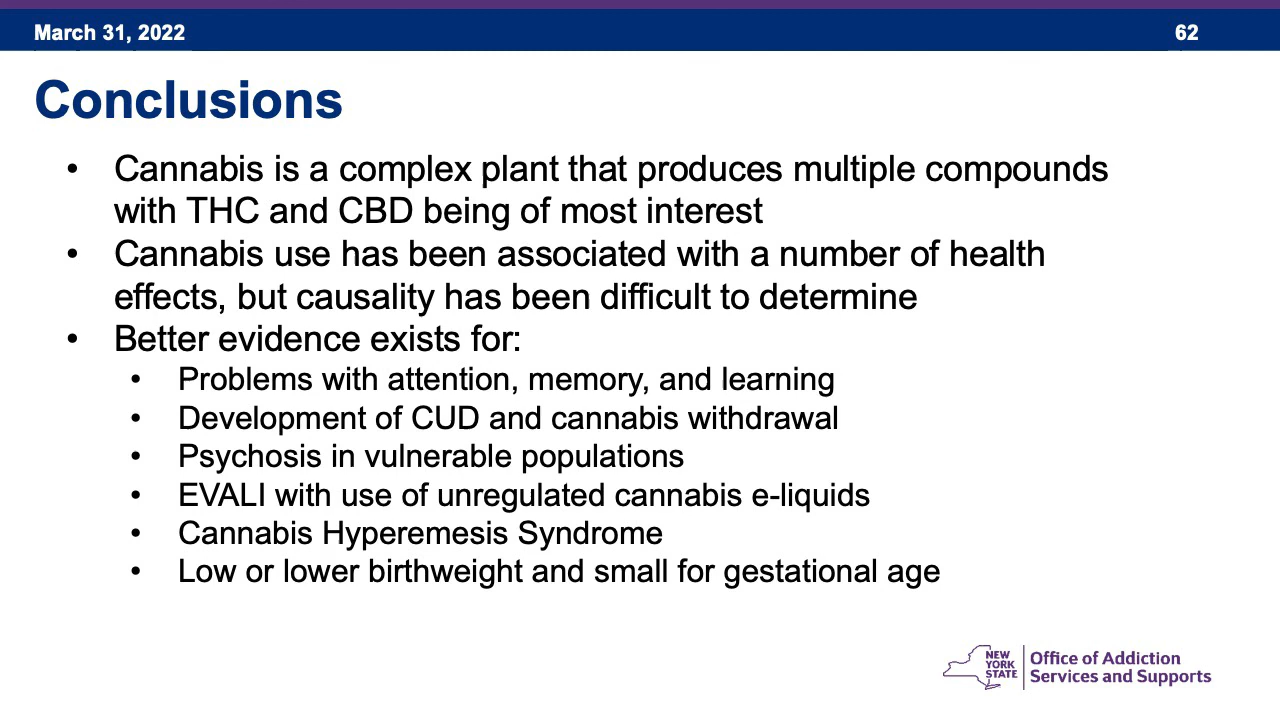 March 31, 2022
62
Conclusions
• Cannabis is a complex plant that produces multiple compounds
with THC and CBD being of most interest
• Cannabis use has been associated with a number of health
effects, but causality has been difficult to determine
• Better evidence exists for:
• Problems with attention, memory, and learning
• Development of CUD and cannabis withdrawal
• Psychosis in vulnerable populations
• EVALI with use of unregulated cannabis e-liquids
• Cannabis Hyperemesis Syndrome
• Low or lower birthweight and small for gestational age
NEW
YORK
STATE
Office of Addiction
Services and Supports